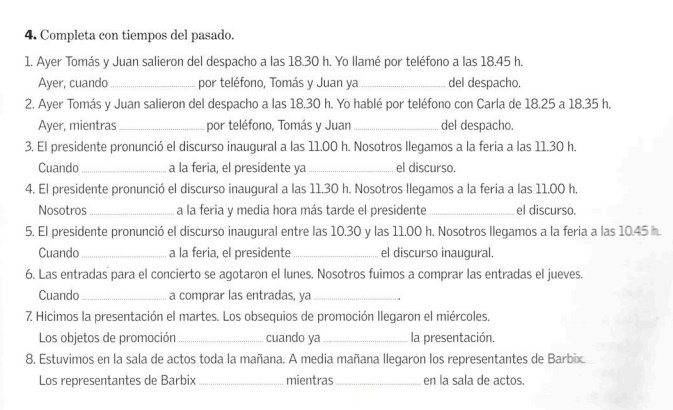 4. Completa con tiempos del pasado.
1. Ayer Tomás y Juan salieron del despacho a las 18.30 h. Yo llamé por teléfono a las 18.45 h.
Ayer, cuando ........................ por teléfono, Tomás y Juan ya ........................ del despacho.
2. Ayer Tomás y Juan salieron del despacho a las 18.30 h. Yo hablé por teléfono con Carla de 18.25 a 18.35 h.
Ayer, mientras ........................ por teléfono, Tomás y Juan ........................ del despacho.
3. El presidente pronunció el discurso inaugural a las 11.00 h. Nosotros llegamos a la feria a las 11.30 h.
Cuando ........................ a la feria, el presidente ya ........................ el discurso.
4. El presidente pronunció el discurso inaugural a las 11.30 h. Nosotros llegamos a la feria a las 11.00 h.
Nosotros ........................ a la feria y media hora más tarde el presidente ........................ el discurso.
5. El presidente pronunció el discurso inaugural entre las 10.30 y las 11.00 h. Nosotros llegamos a la feria a las 10.45 h.
Cuando ........................ a la feria, el presidente ........................ el discurso inaugural.
6. Las entradas para el concierto se agotaron el lunes. Nosotros fuimos a comprar las entradas el jueves.
Cuando ........................ a comprar las entradas, ya .........................
7. Hicimos la presentación el martes. Los obsequios de promoción llegaron el miércoles.
Los objetos de promoción ........................ cuando ya ........................ la presentación.
8. Estuvimos en la sala de actos toda la mañana. A media mañana llegaron los representantes de Barbix.
Los representantes de Barbix ........................ mientras ........................ en la sala de actos.